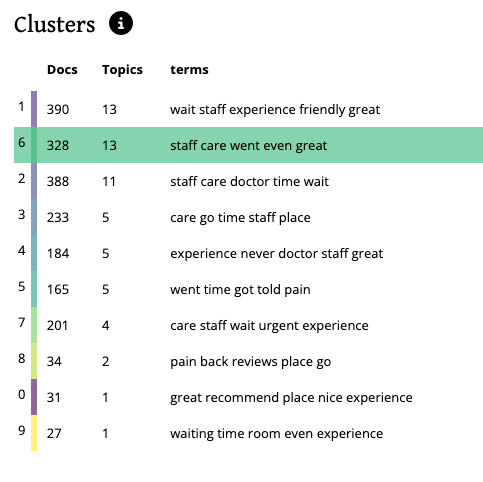 Clusters i
Docs Topics terms
1 390 13 wait staff experience friendly great
6 328 13 staff care went even great
2 388 11 staff care doctor time wait
3 233 5 care go time staff place
4 184 5 experience never doctor staff great
5 165 5 went time got told pain
7 201 4 care staff wait urgent experience
8 34 2 pain back reviews place go
0 31 1 great recommend place nice experience
9 27 1 waiting time room even experience